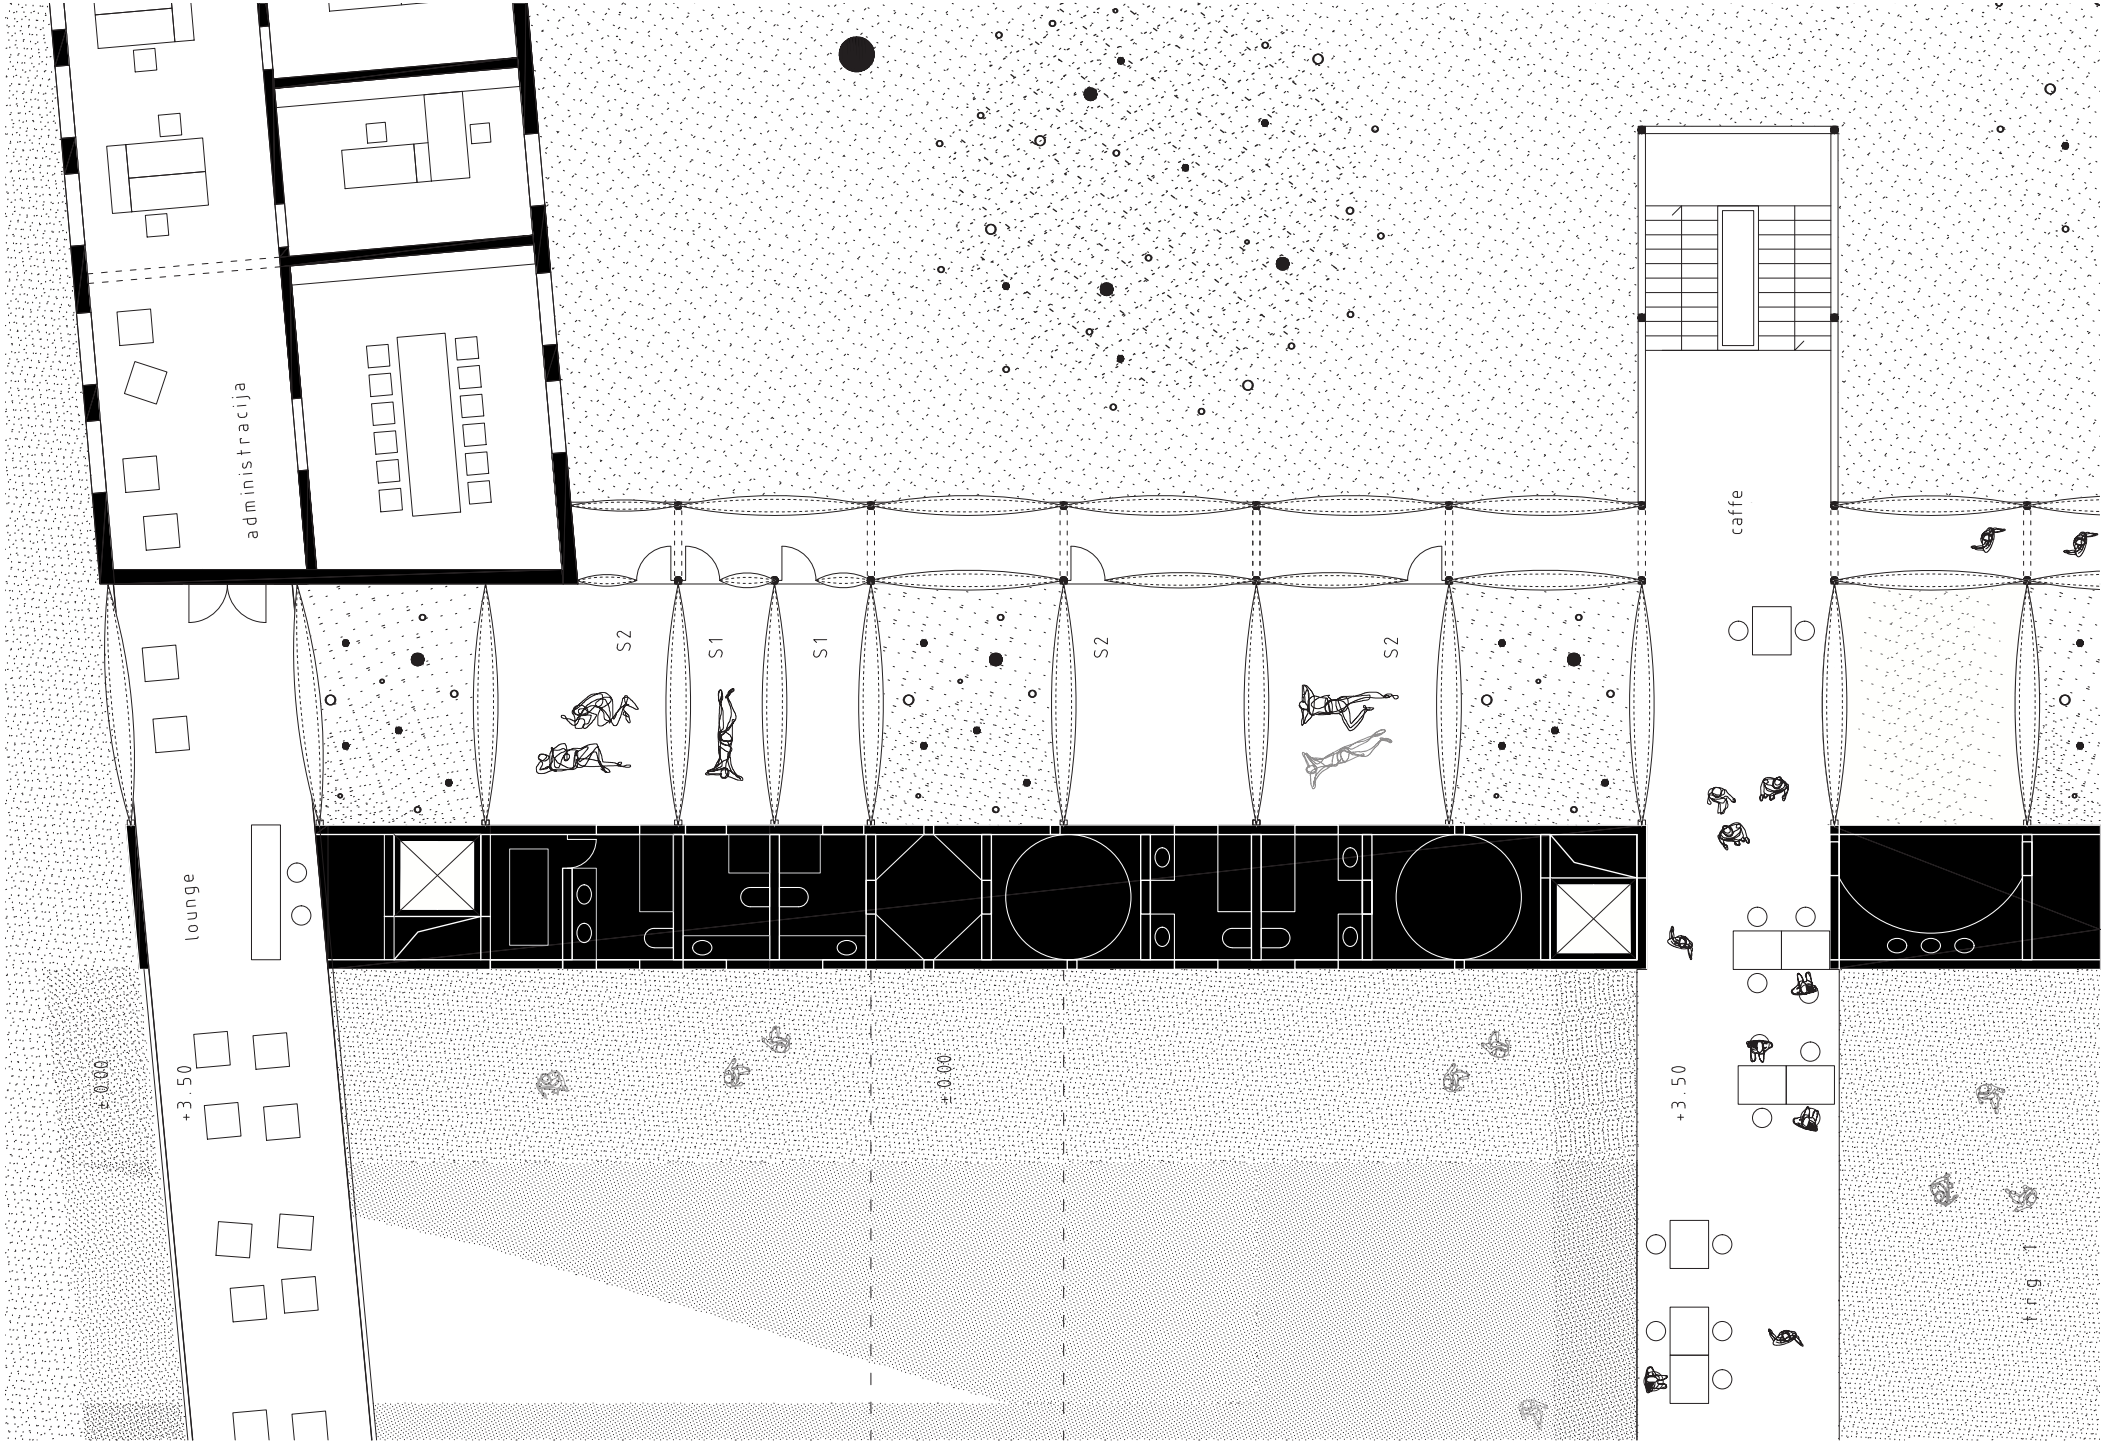 administracija
caffe
S2
S1
S1
S2
S2
lounge
±0.00
+3.50
±0.00
+3.50
trg 1